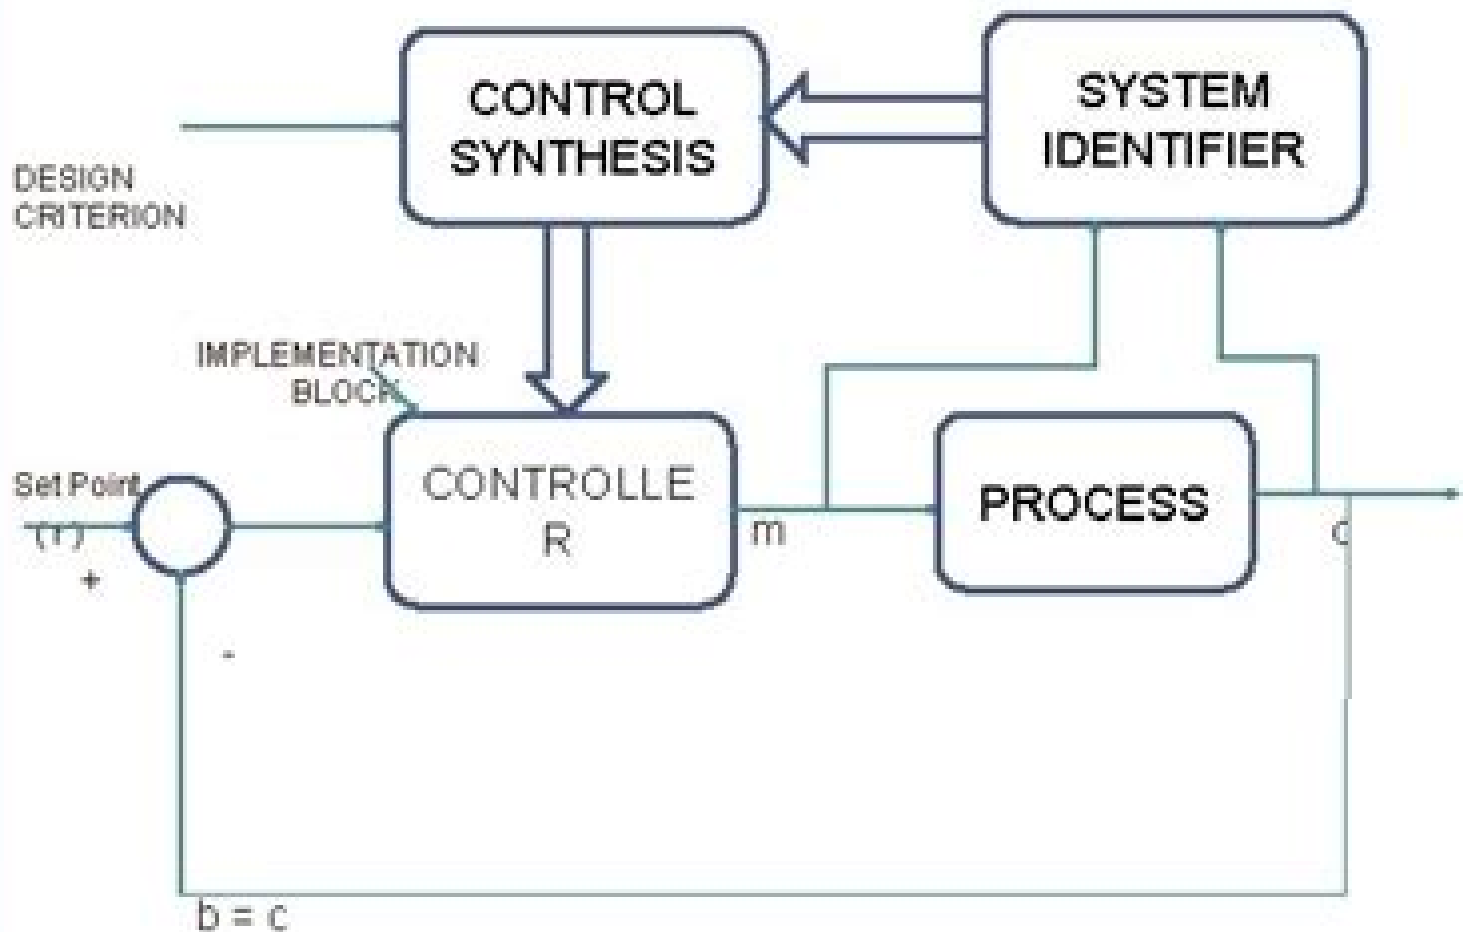 CONTROL
SYNTHESIS
SYSTEM
IDENTIFIER
DESIGN
CRITERION
IMPLEMENTATION
BLOCK
Set Point
(r)
+
-
CONTROLLE
R
m
PROCESS
c
b = c